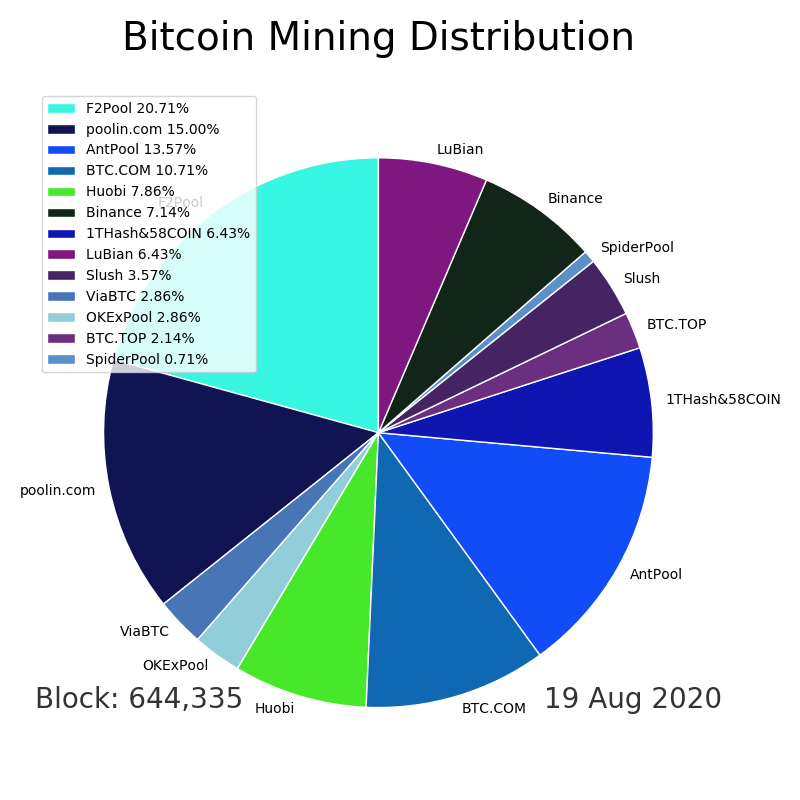 Bitcoin Mining Distribution
F2Pool 20.71%
poolin.com 15.00%
AntPool 13.57%
BTC.COM 10.71%
Huobi 7.86%
Binance 7.14%
1THash&58COIN 6.43%
LuBian 6.43%
Slush 3.57%
ViaBTC 2.86%
OKExPool 2.86%
BTC.TOP 2.14%
SpiderPool 0.71%
F2Pool
LuBian
Binance
SpiderPool
Slush
BTC.TOP
1THash&58COIN
poolin.com
AntPool
ViaBTC
OKExPool
Huobi
BTC.COM
Block: 644,335
19 Aug 2020